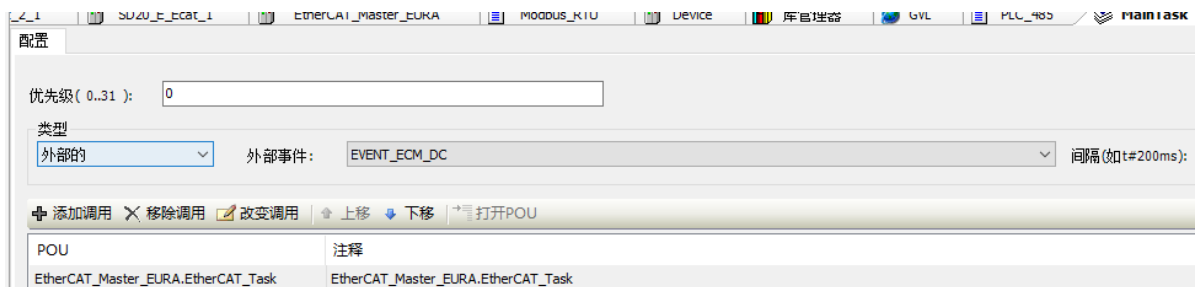 _2_1 SD20_E_Ecat_1 EtherCAT_Master_EURA Modbus_RTU Device 库管理器 GVL PLC_485 MainTask
配置
优先级( 0..31 ): 0
类型
外部的 外部事件: EVENT_ECM_DC 间隔(如t#200ms):
添加调用 移除调用 改变调用 上移 下移 打开POU
POU 注释
EtherCAT_Master_EURA.EtherCAT_Task EtherCAT_Master_EURA.EtherCAT_Task